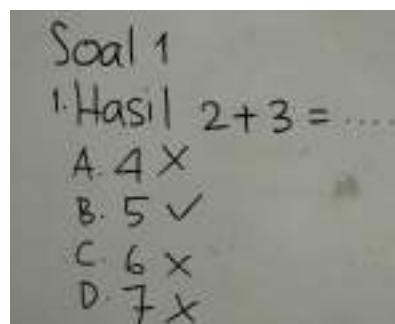 Soal 1
1. Hasil 2+3 = ....
A. 4 ×
B. 5 ✓
C. 6 ×
D. 7 ×